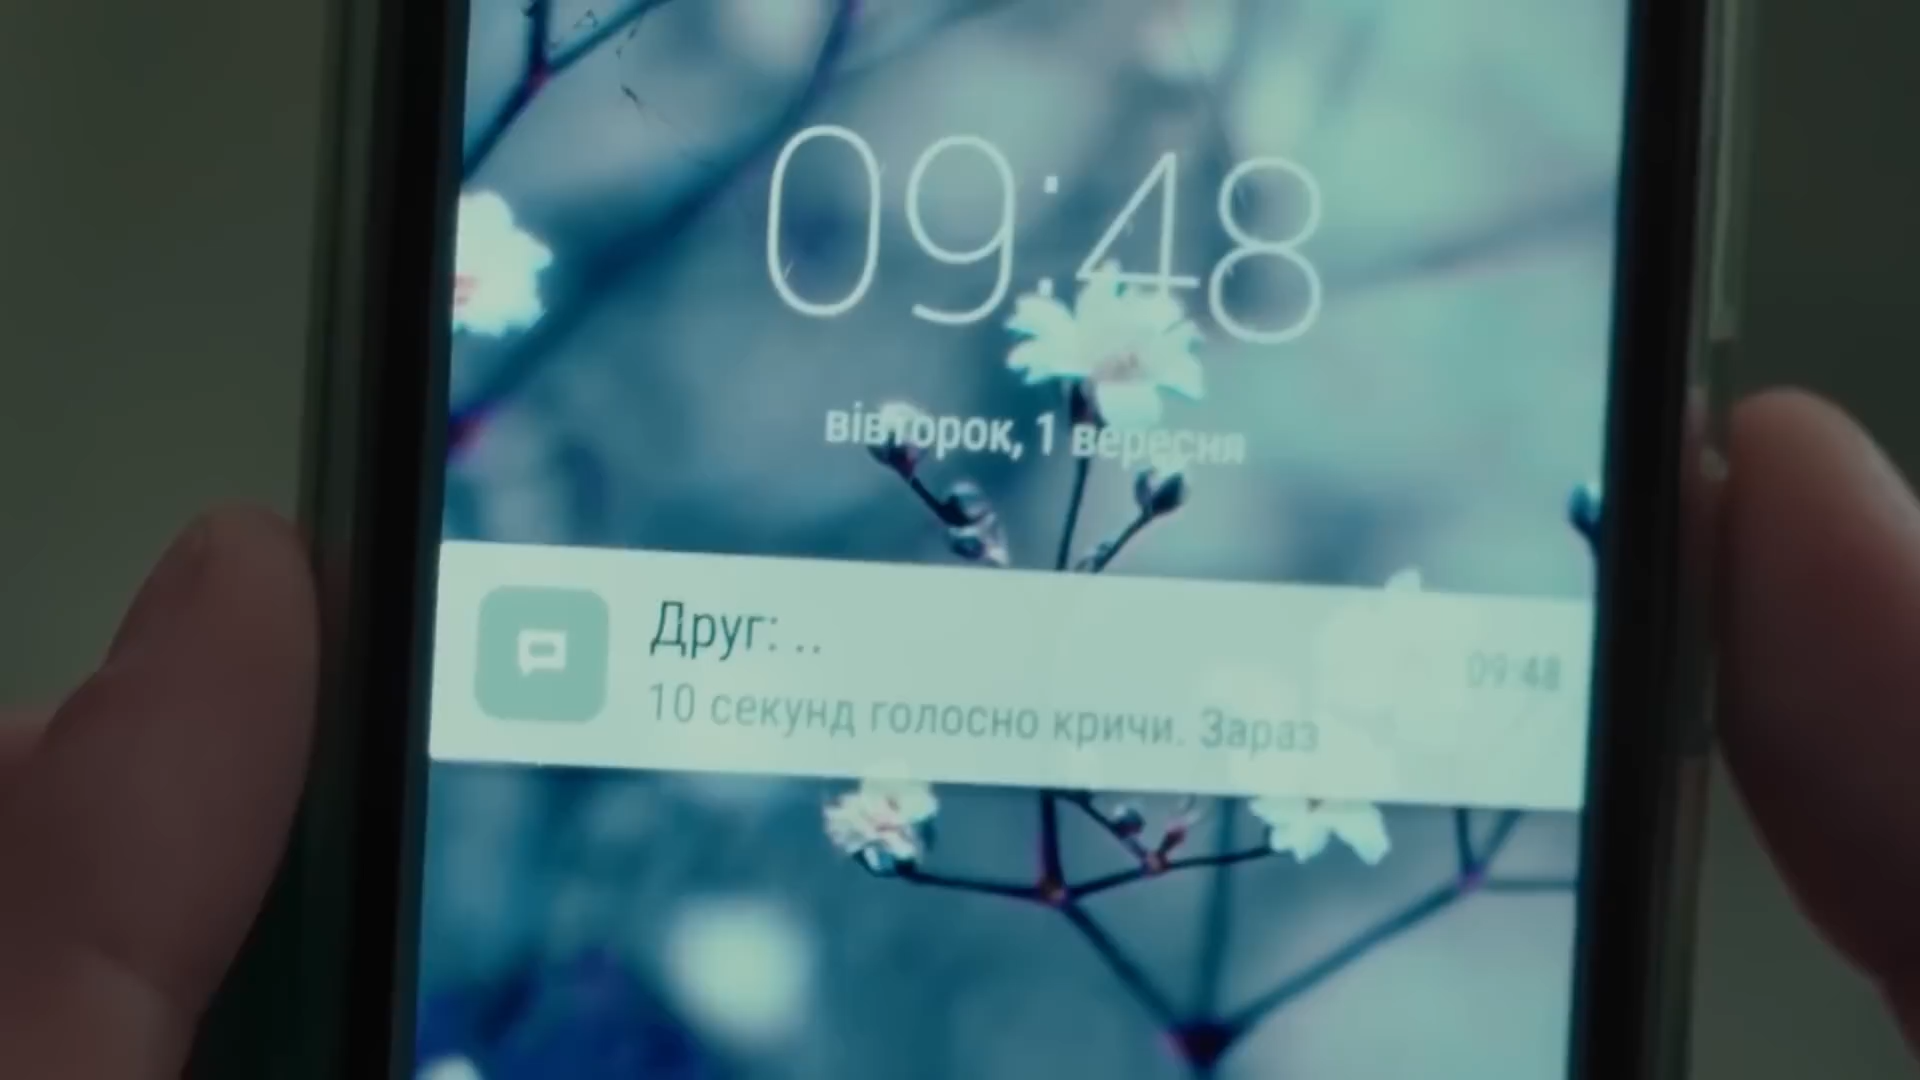 09:48
вівторок, 1 вересня
Друг: ..
09:48
10 секунд голосно кричи. Зараз